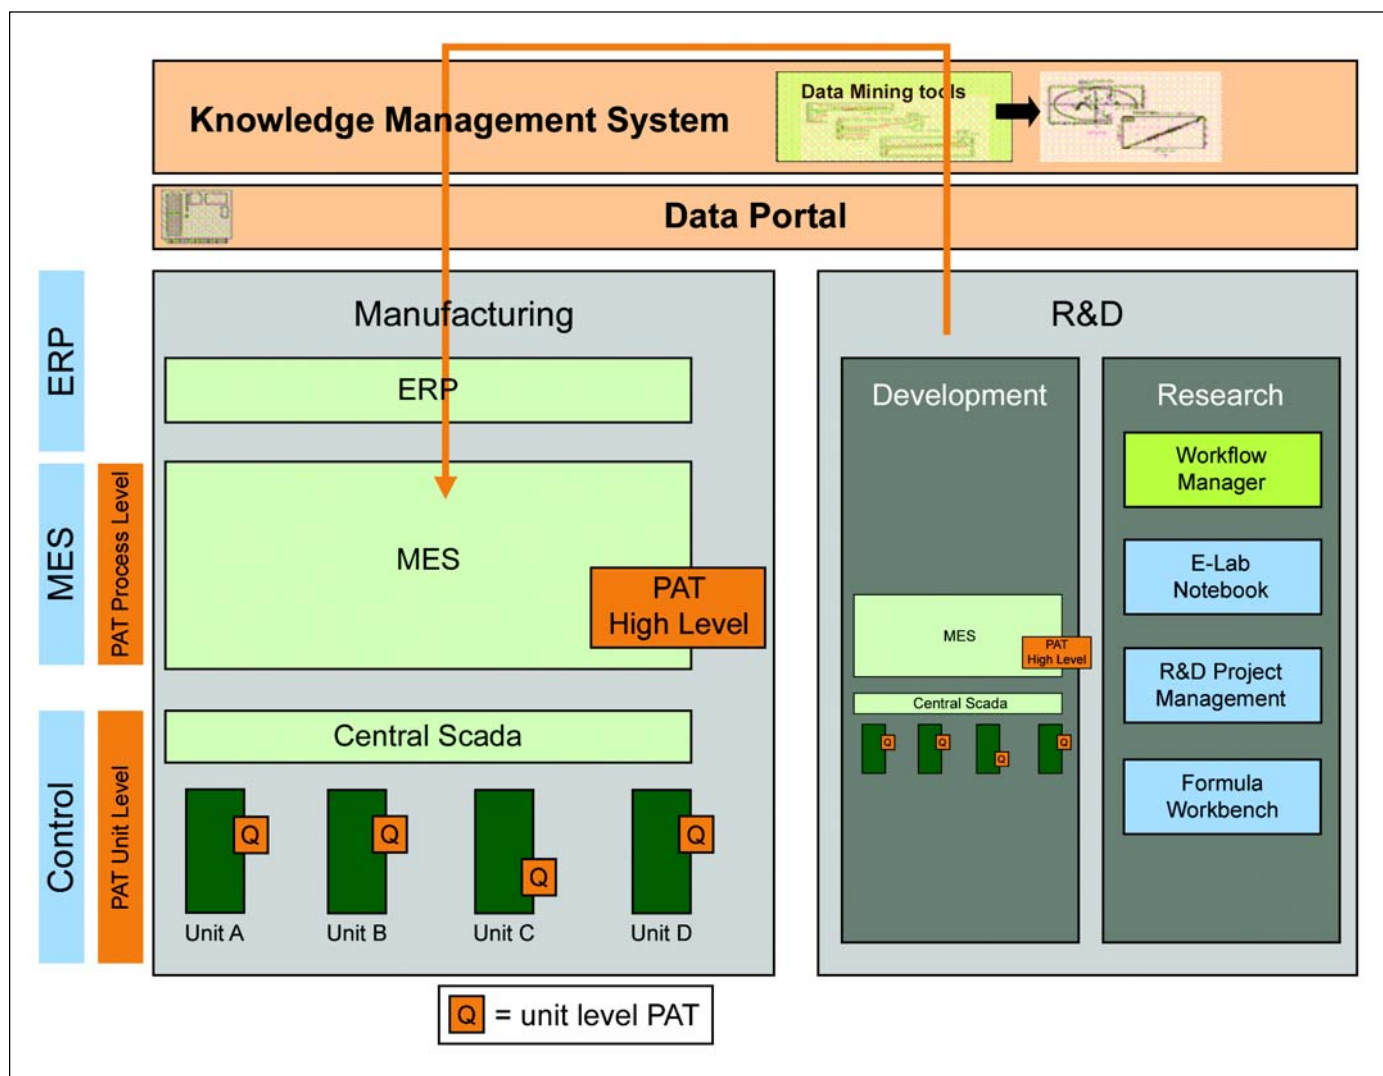 Knowledge Management System
Data Mining tools
Data Portal
ERP
MES
PAT Process Level
Control
PAT Unit Level
Manufacturing
ERP
MES
PAT
High Level
Central Scada
Q
Q
Q
Q
Unit A
Unit B
Unit C
Unit D
R&D
Development
MES
PAT
High Level
Central Scada
Q
Q
Q
Q
Research
Workflow
Manager
E-Lab
Notebook
R&D Project
Management
Formula
Workbench
Q = unit level PAT